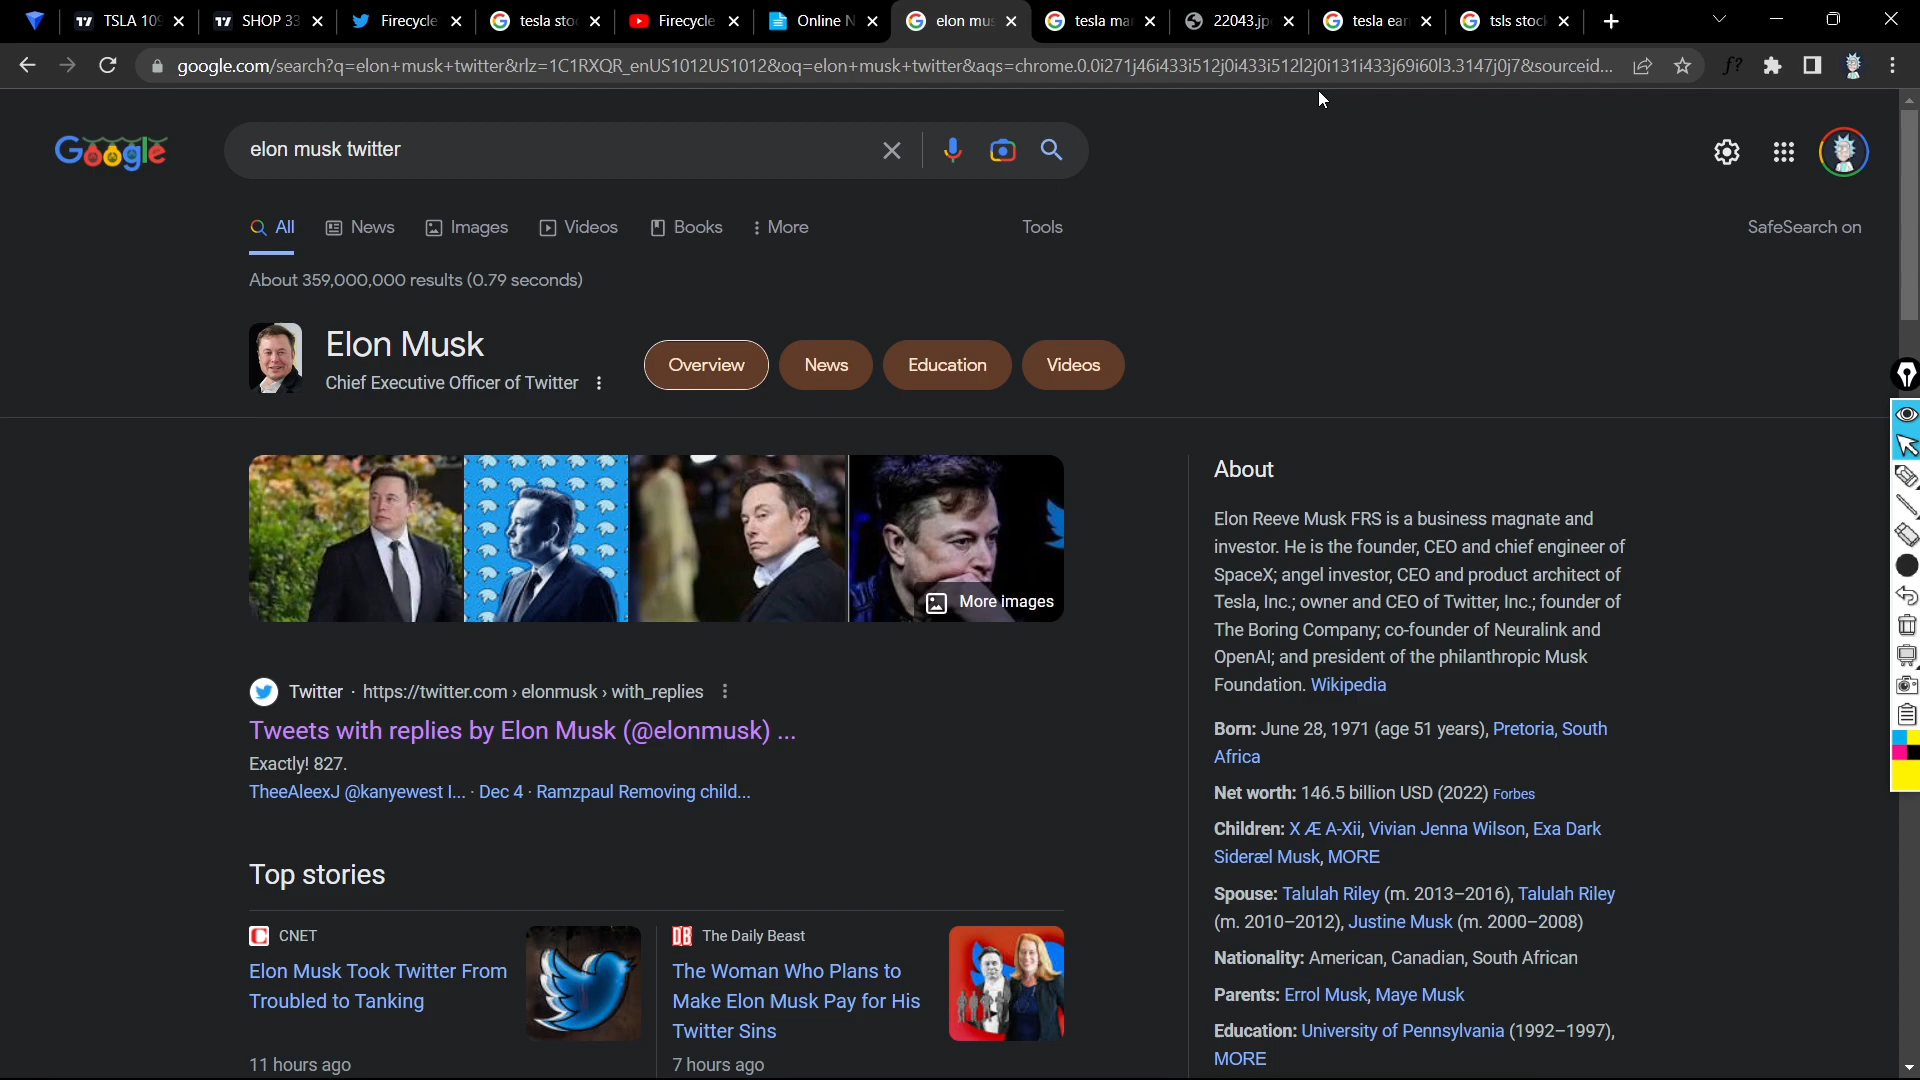 TSLA 109
SHOP 33
Firecycle
tesla sto
Firecycle
Online N
elon mus
tesla mar
22043.jp
tesla ear
tsls stoc
google.com/search?q=elon+musk+twitter&rlz=1C1RXQR_enUS1012US1012&oq=elon+musk+twitter&aqs=chrome.0.0i271j46i433i512j0i433i512l2j0i131i433j69i60l3.3147j0j7&sourceid...
Google
elon musk twitter
All
News
Images
Videos
Books
More
Tools
SafeSearch on
About 359,000,000 results (0.79 seconds)
Elon Musk
Chief Executive Officer of Twitter
Overview
News
Education
Videos
More images
Twitter · https://twitter.com › elonmusk › with_replies
Tweets with replies by Elon Musk (@elonmusk) ...
Exactly! 827.
TheeAleexJ @kanyewest I... · Dec 4 · Ramzpaul Removing child...
Top stories
CNET
Elon Musk Took Twitter From
Troubled to Tanking
11 hours ago
DB The Daily Beast
The Woman Who Plans to
Make Elon Musk Pay for His
Twitter Sins
7 hours ago
About
Elon Reeve Musk FRS is a business magnate and
investor. He is the founder, CEO and chief engineer of
SpaceX; angel investor, CEO and product architect of
Tesla, Inc.; owner and CEO of Twitter, Inc.; founder of
The Boring Company; co-founder of Neuralink and
OpenAI; and president of the philanthropic Musk
Foundation. Wikipedia
Born: June 28, 1971 (age 51 years), Pretoria, South
Africa
Net worth: 146.5 billion USD (2022) Forbes
Children: X Æ A-Xii, Vivian Jenna Wilson, Exa Dark
Sideræl Musk, MORE
Spouse: Talulah Riley (m. 2013–2016), Talulah Riley
(m. 2010–2012), Justine Musk (m. 2000–2008)
Nationality: American, Canadian, South African
Parents: Errol Musk, Maye Musk
Education: University of Pennsylvania (1992–1997),
MORE